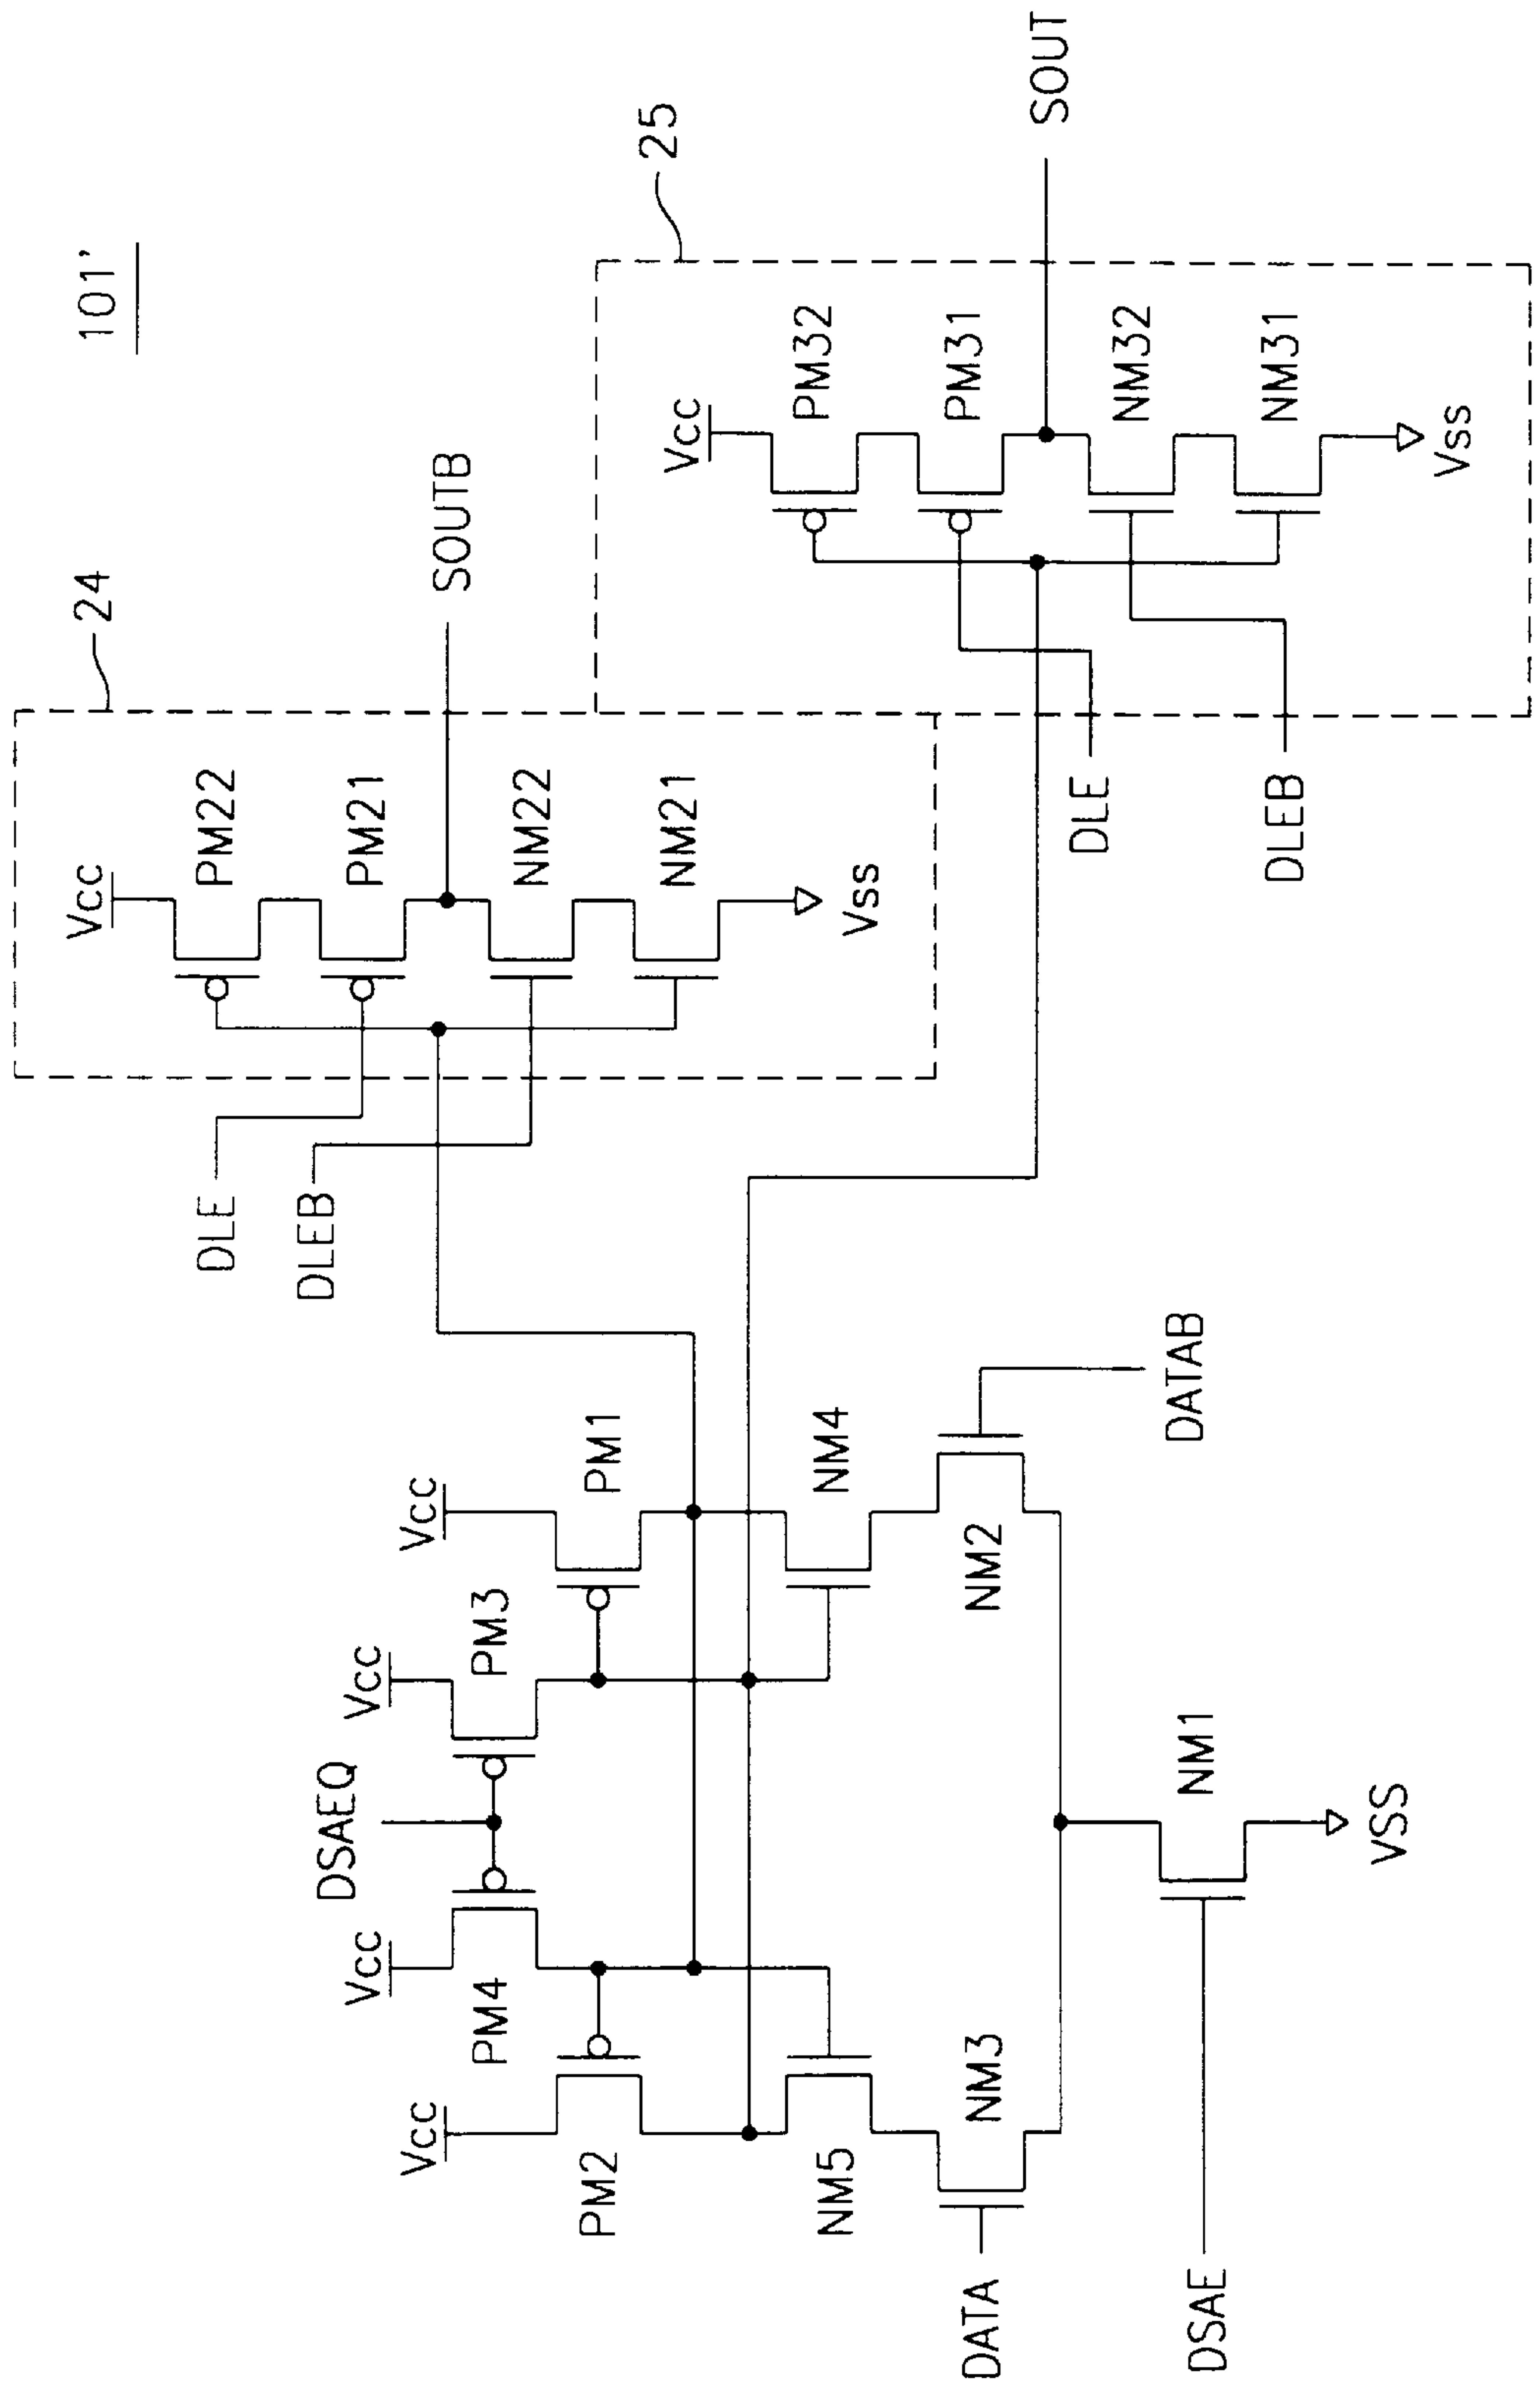 101'
24
Vcc
PM22
PM21
NM22
NM21
Vss
SOUTB
DLE
DLEB
25
Vcc
PM32
PM31
NM32
NM31
Vss
SOUT
DLE
DLEB
DSAEQ
Vcc
PM4
Vcc
PM3
Vcc
PM2
Vcc
PM1
NM5
NM4
NM3
NM2
DATA
DATAB
NM1
DSAE
VSS